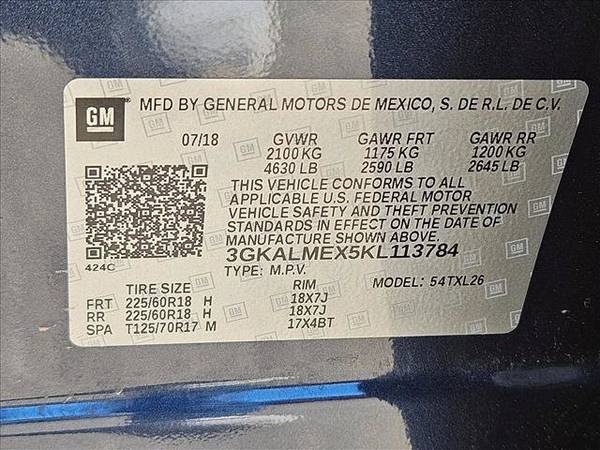 GM MFD BY GENERAL MOTORS DE MEXICO, S. DE R.L. DE C.V.
07/18 GVWR GAWR FRT GAWR RR
2100 KG 1175 KG 1200 KG
4630 LB 2590 LB 2645 LB
THIS VEHICLE CONFORMS TO ALL
APPLICABLE U.S. FEDERAL MOTOR
VEHICLE SAFETY AND THEFT PREVENTION
STANDARDS IN EFFECT ON THE DATE OF
MANUFACTURE SHOWN ABOVE.
424C 3GKALMEX5KL113784
TYPE: M.P.V. MODEL: 54TXL26
TIRE SIZE RIM
FRT 225/60R18 H 18X7J
RR 225/60R18 H 18X7J
SPA T125/70R17 M 17X4BT